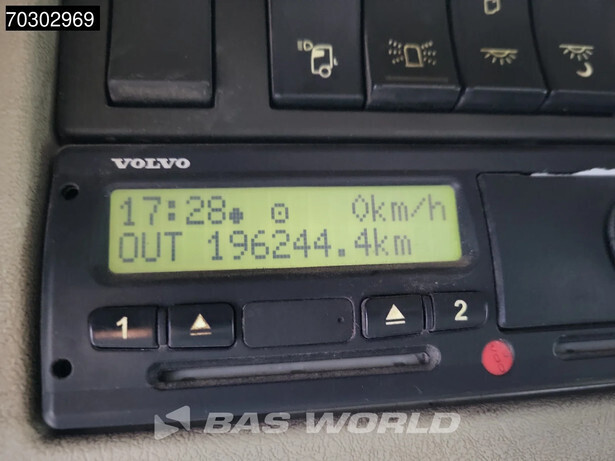 70302969
VOLVO
17:28 0km/h
OUT 196244.4km
1 2
BAS WORLD